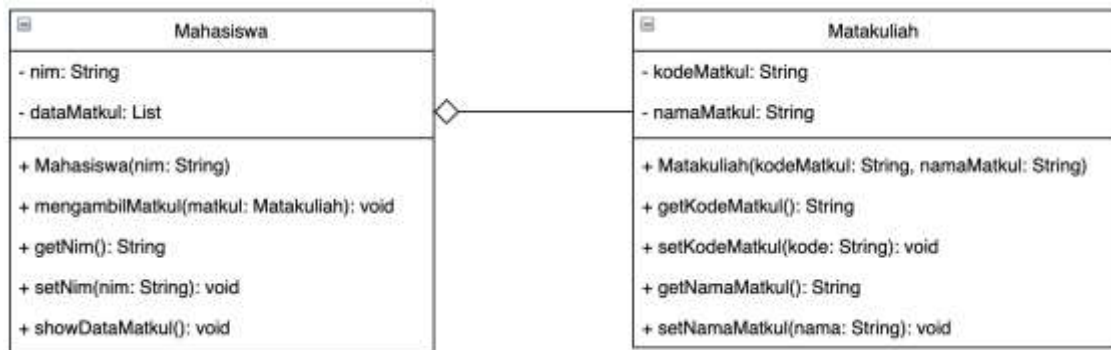 Mahasiswa
- nim: String
- dataMatkul: List
+ Mahasiswa(nim: String)
+ mengambilMatkul(matkul: Matakuliah): void
+ getNim(): String
+ setNim(nim: String): void
+ showDataMatkul(): void
Matakuliah
- kodeMatkul: String
- namaMatkul: String
+ Matakuliah(kodeMatkul: String, namaMatkul: String)
+ getKodeMatkul(): String
+ setKodeMatkul(kode: String): void
+ getNamaMatkul(): String
+ setNamaMatkul(nama: String): void